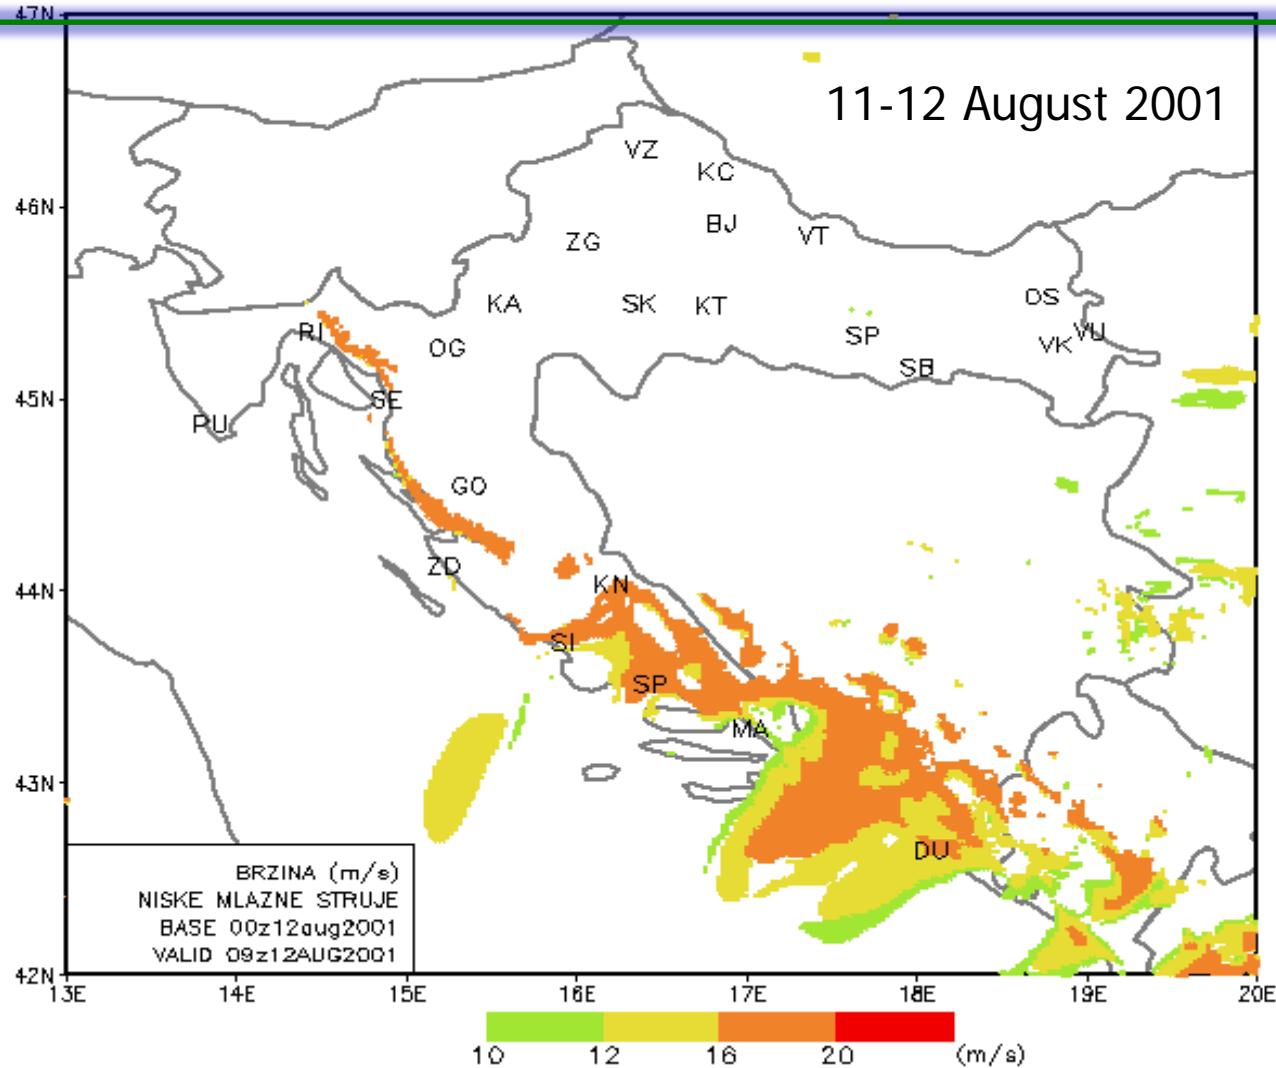 47N
11-12 August 2001
VZ
KC
46N
BJ
ZG
VT
OS
KA
SK
KT
RI
SP
VU
VK
OG
SB
45N
SE
PU
GO
ZD
44N
KN
SI
SP
MA
43N
DU
BRZINA (m/s)
NISKE MLAZNE STRUJE
BASE 00z12aug2001
VALID 09z12AUG2001
42N
13E 14E 15E 16E 17E 18E 19E 20E
10 12 16 20 (m/s)